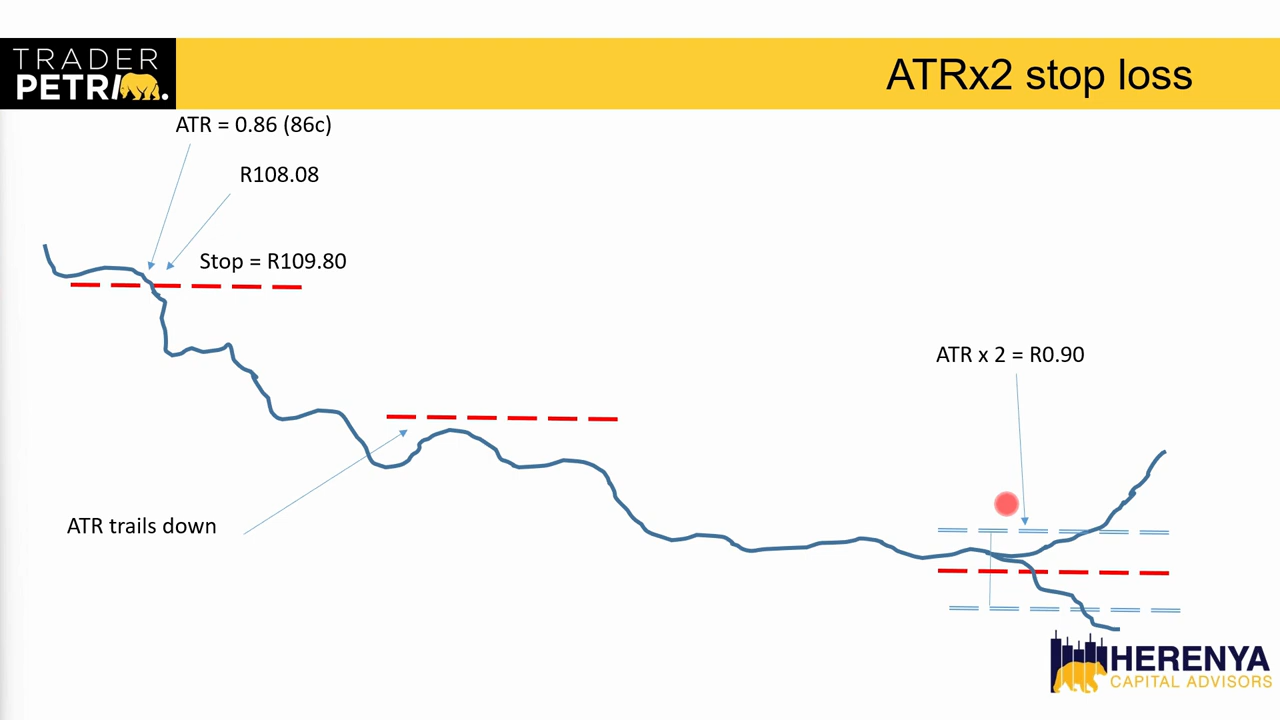 TRADER
PETRI.
ATRx2 stop loss
ATR = 0.86 (86c)
R108.08
Stop = R109.80
ATR x 2 = R0.90
ATR trails down
HERENYA
CAPITAL ADVISORS